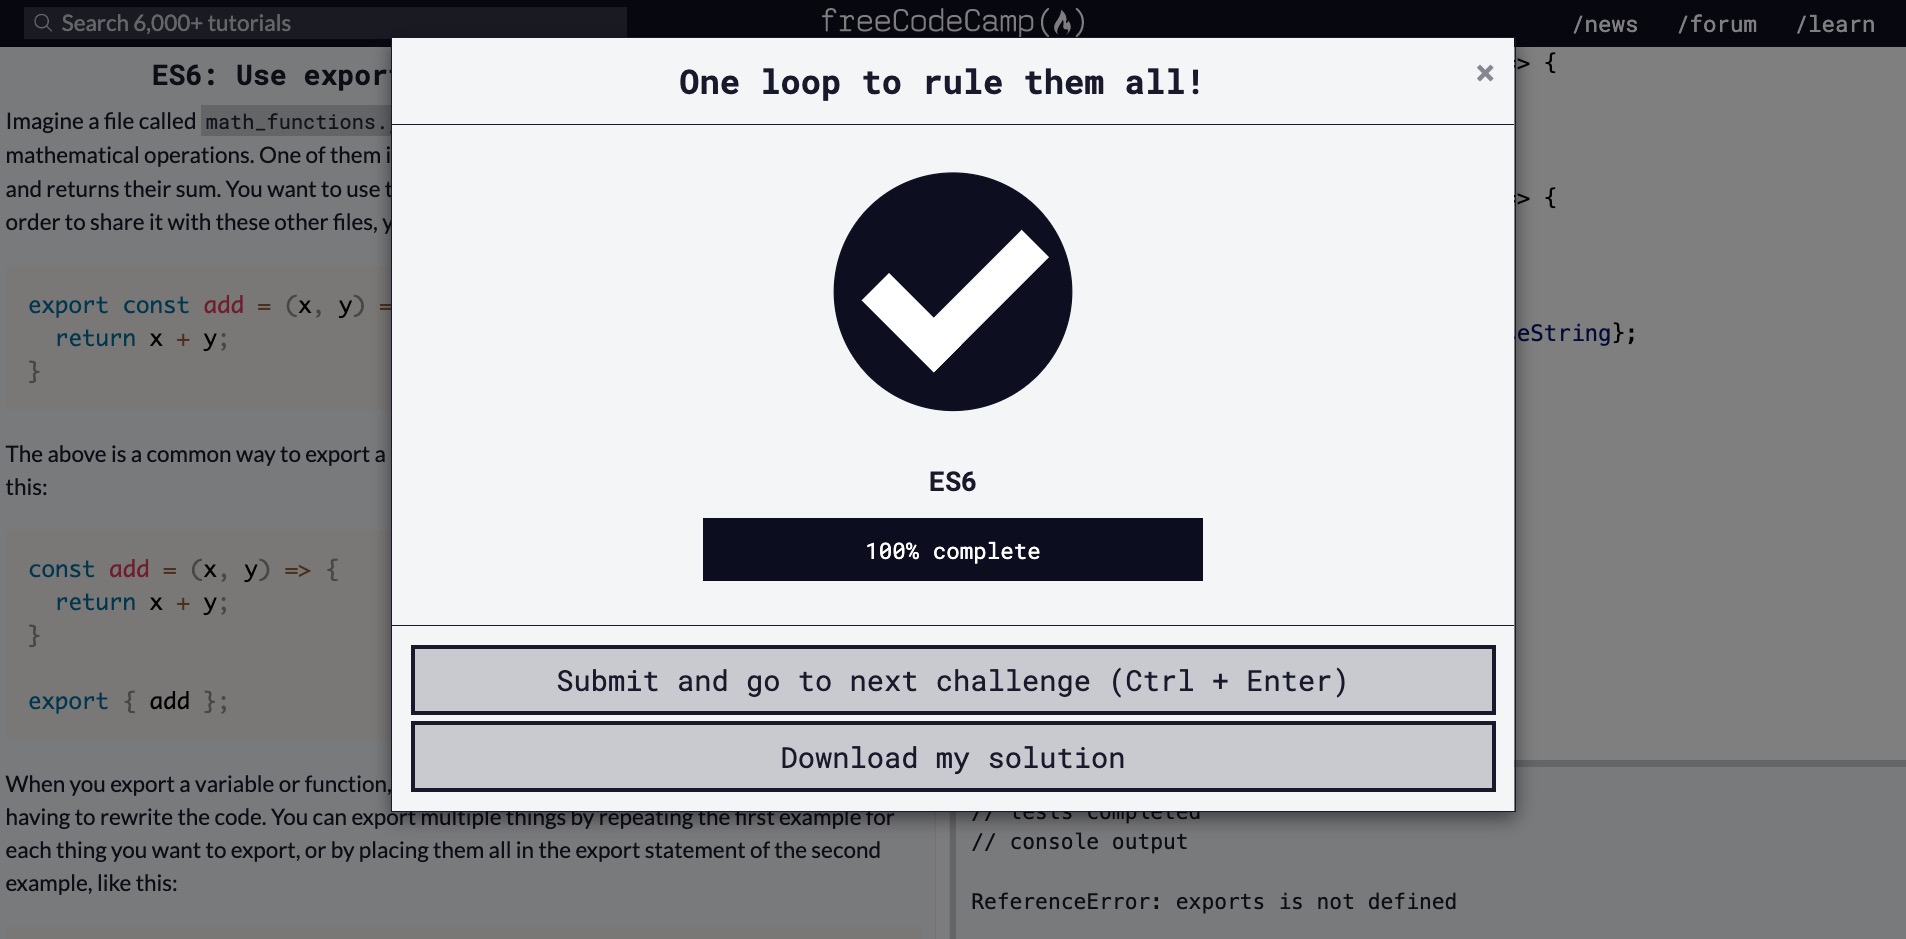 Search 6,000+ tutorials
freeCodeCamp
/news /forum /learn
ES6: Use
One loop to rule them all!
×
Imagine a file called math_functions.
mathematical operations. One of them
and returns their sum. You want to use
order to share it with these other files,
export const add = (x, y) =
return x + y;
}
The above is a common way to export a
this:
const add = (x, y) => {
return x + y;
}
export { add };
When you export a variable or function,
having to rewrite the code. You can export multiple things by repeating the first example for
each thing you want to export, or by placing them all in the export statement of the second
example, like this:
ES6
100% complete
Submit and go to next challenge (Ctrl + Enter)
Download my solution
> {
> {
eString};
// tests completed
// console output
ReferenceError: exports is not defined